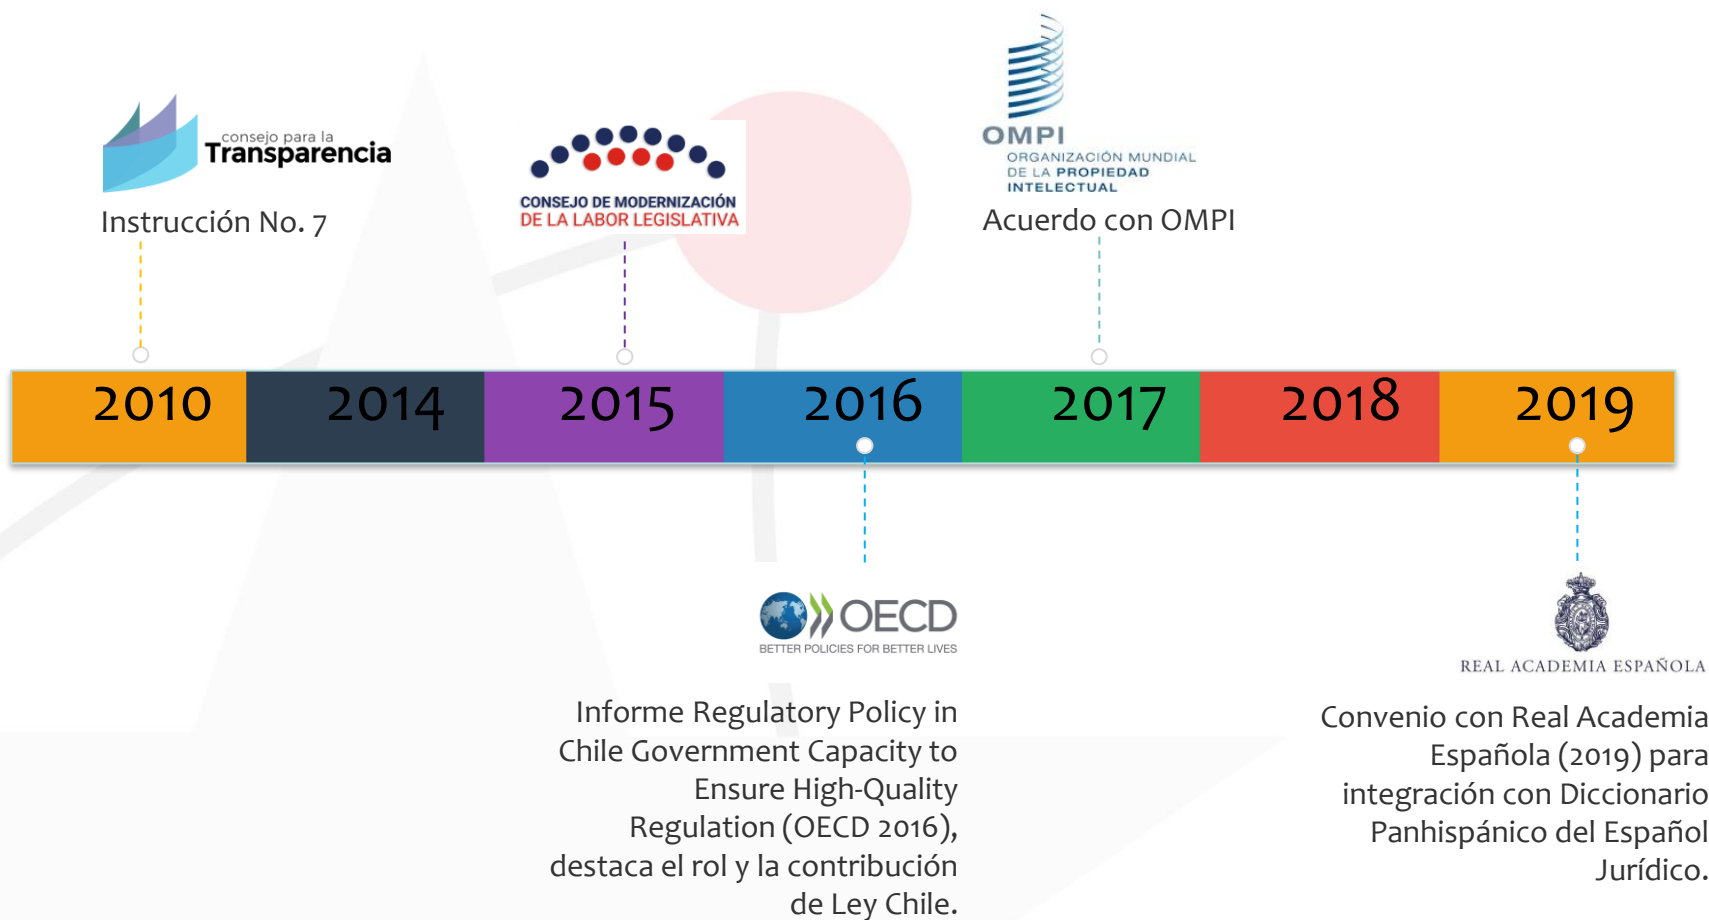 consejo para la
Transparencia
Instrucción No. 7
CONSEJO DE MODERNIZACIÓN
DE LA LABOR LEGISLATIVA
OMPI
ORGANIZACIÓN MUNDIAL
DE LA PROPIEDAD
INTELECTUAL
Acuerdo con OMPI
2010 2014 2015 2016 2017 2018 2019
OECD
BETTER POLICIES FOR BETTER LIVES
Informe Regulatory Policy in
Chile Government Capacity to
Ensure High-Quality
Regulation (OECD 2016),
destaca el rol y la contribución
de Ley Chile.
REAL ACADEMIA ESPAÑOLA
Convenio con Real Academia
Española (2019) para
integración con Diccionario
Panhispánico del Español
Jurídico.